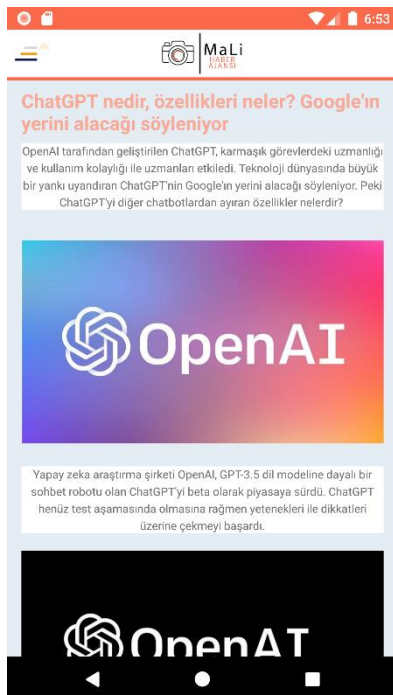 6:53
MaLi
HABER
AJANSI
ChatGPT nedir, özellikleri neler? Google'ın
yerini alacağı söyleniyor
OpenAI tarafından geliştirilen ChatGPT, karmaşık görevlerdeki uzmanlığı
ve kullanım kolaylığı ile uzmanları etkiledi. Teknoloji dünyasında büyük
bir yankı uyandıran ChatGPT'nin Google'ın yerini alacağı söyleniyor. Peki
ChatGPT'yi diğer chatbotlardan ayıran özellikler nelerdir?
OpenAI
Yapay zeka araştırma şirketi OpenAI, GPT-3.5 dil modeline dayalı bir
sohbet robotu olan ChatGPT'yi beta olarak piyasaya sürdü. ChatGPT
henüz test aşamasında olmasına rağmen yetenekleri ile dikkatleri
üzerine çekmeyi başardı.
OpenAI